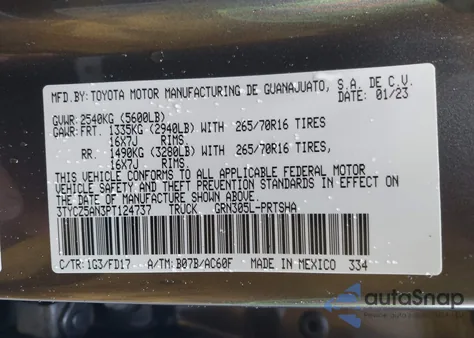 MFD.BY:TOYOTA MOTOR MANUFACTURING DE GUANAJUATO, S.A. DE C.V.
DATE: 01/23
GVWR:2540KG (5600LB)
GAWR:FRT. 1335KG (2940LB) WITH 265/70R16 TIRES
16X7J RIMS.
RR. 1490KG (3280LB) WITH 265/70R16 TIRES,
16X7J RIMS.
THIS VEHICLE CONFORMS TO ALL APPLICABLE FEDERAL MOTOR
VEHICLE SAFETY AND THEFT PREVENTION STANDARDS IN EFFECT ON
THE DATE OF MANUFACTURE SHOWN ABOVE.
3TYCZ5AN3PT124737 TRUCK GRN305L-PRTSHA
C/TR:1G3/FD17 A/TM:B07B/AC60F MADE IN MEXICO 334
autoSnap